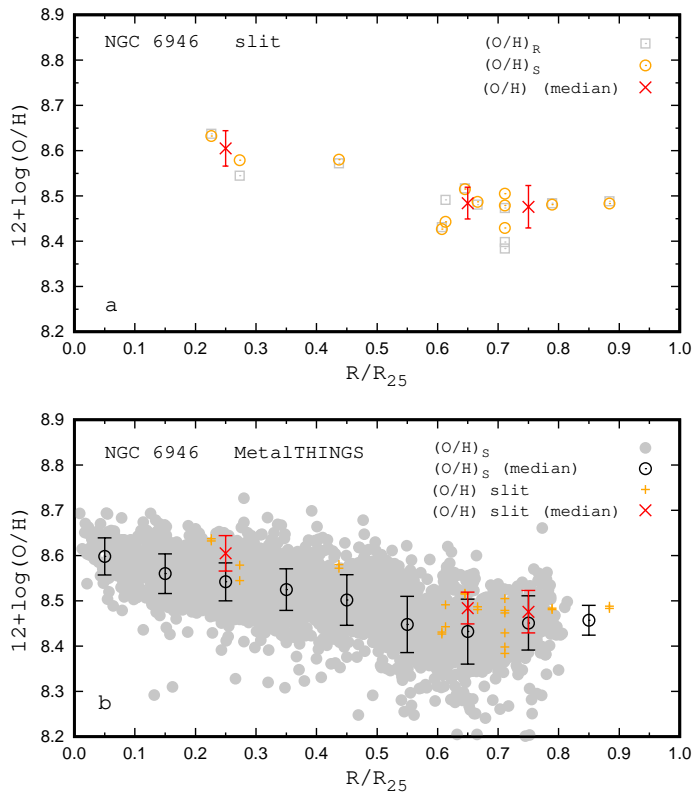 NGC 6946 slit
(O/H)R
(O/H)S
(O/H) (median)
12+log(O/H)
8.9
8.8
8.7
8.6
8.5
8.4
8.3
8.2
a
0.0 0.1 0.2 0.3 0.4 0.5 0.6 0.7 0.8 0.9 1.0
R/R25
NGC 6946 MetalTHINGS
(O/H)S
(O/H)S (median)
(O/H) slit
(O/H) slit (median)
12+log(O/H)
8.9
8.8
8.7
8.6
8.5
8.4
8.3
8.2
b
0.0 0.1 0.2 0.3 0.4 0.5 0.6 0.7 0.8 0.9 1.0
R/R25